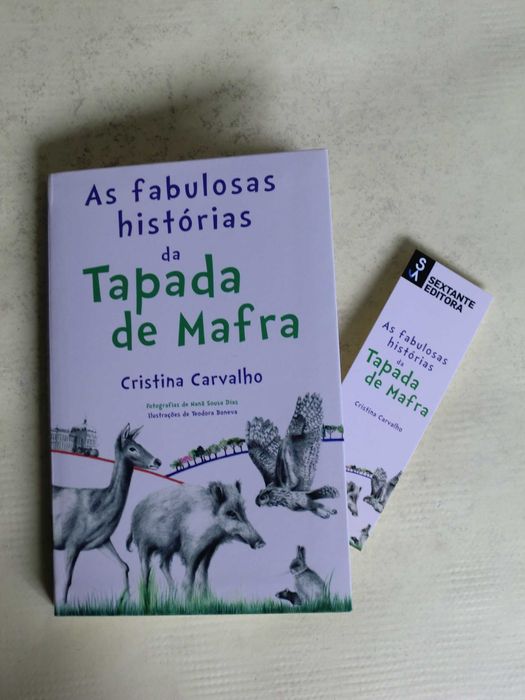 As fabulosas
histórias
da
Tapada
de Mafra
Cristina Carvalho
Fotografias de Nanã Sousa Dias
Ilustrações de Teodora Boneva
SEXTANTE
EDITORA
As fabulosas
histórias
da
Tapada
de Mafra
Cristina Carvalho